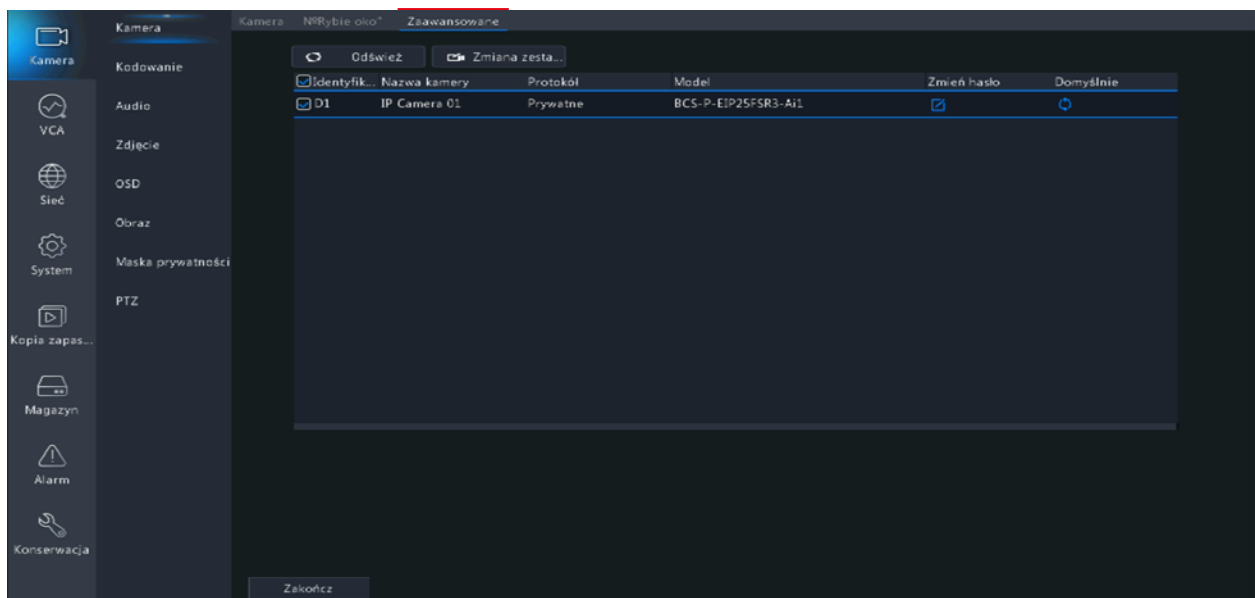 Kamera
VCA
Sieć
System
Kopia zapas...
Magazyn
Alarm
Konserwacja
Kamera
Kodowanie
Audio
Zdjęcie
OSD
Obraz
Maska prywatności
PTZ
Kamera NºRybie oko" Zaawansowane
Odśwież Zmiana zesta...
Identyfik... Nazwa kamery Protokół Model Zmień hasło Domyślnie
D1 IP Camera 01 Prywatne BCS-P-EIP25FSR3-Ai1
Zakończ